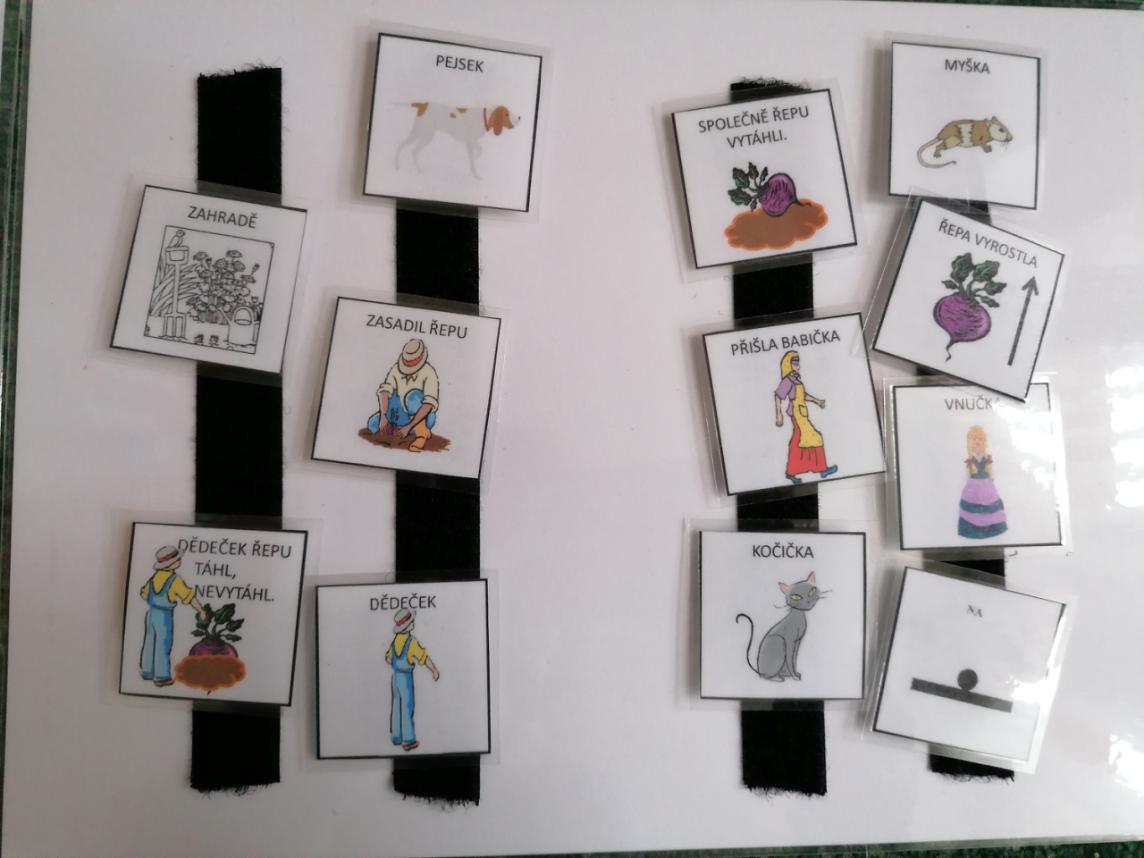 PEJSEK
ZAHRADĚ
ZASADIL ŘEPU
DĚDEČEK ŘEPU
TÁHL,
NEVYTÁHL.
DĚDEČEK
MYŠKA
SPOLEČNĚ ŘEPU
VYTÁHLI.
ŘEPA VYROSTLA
PŘIŠLA BABIČKA
VNUČKA
KOČIČKA
NA